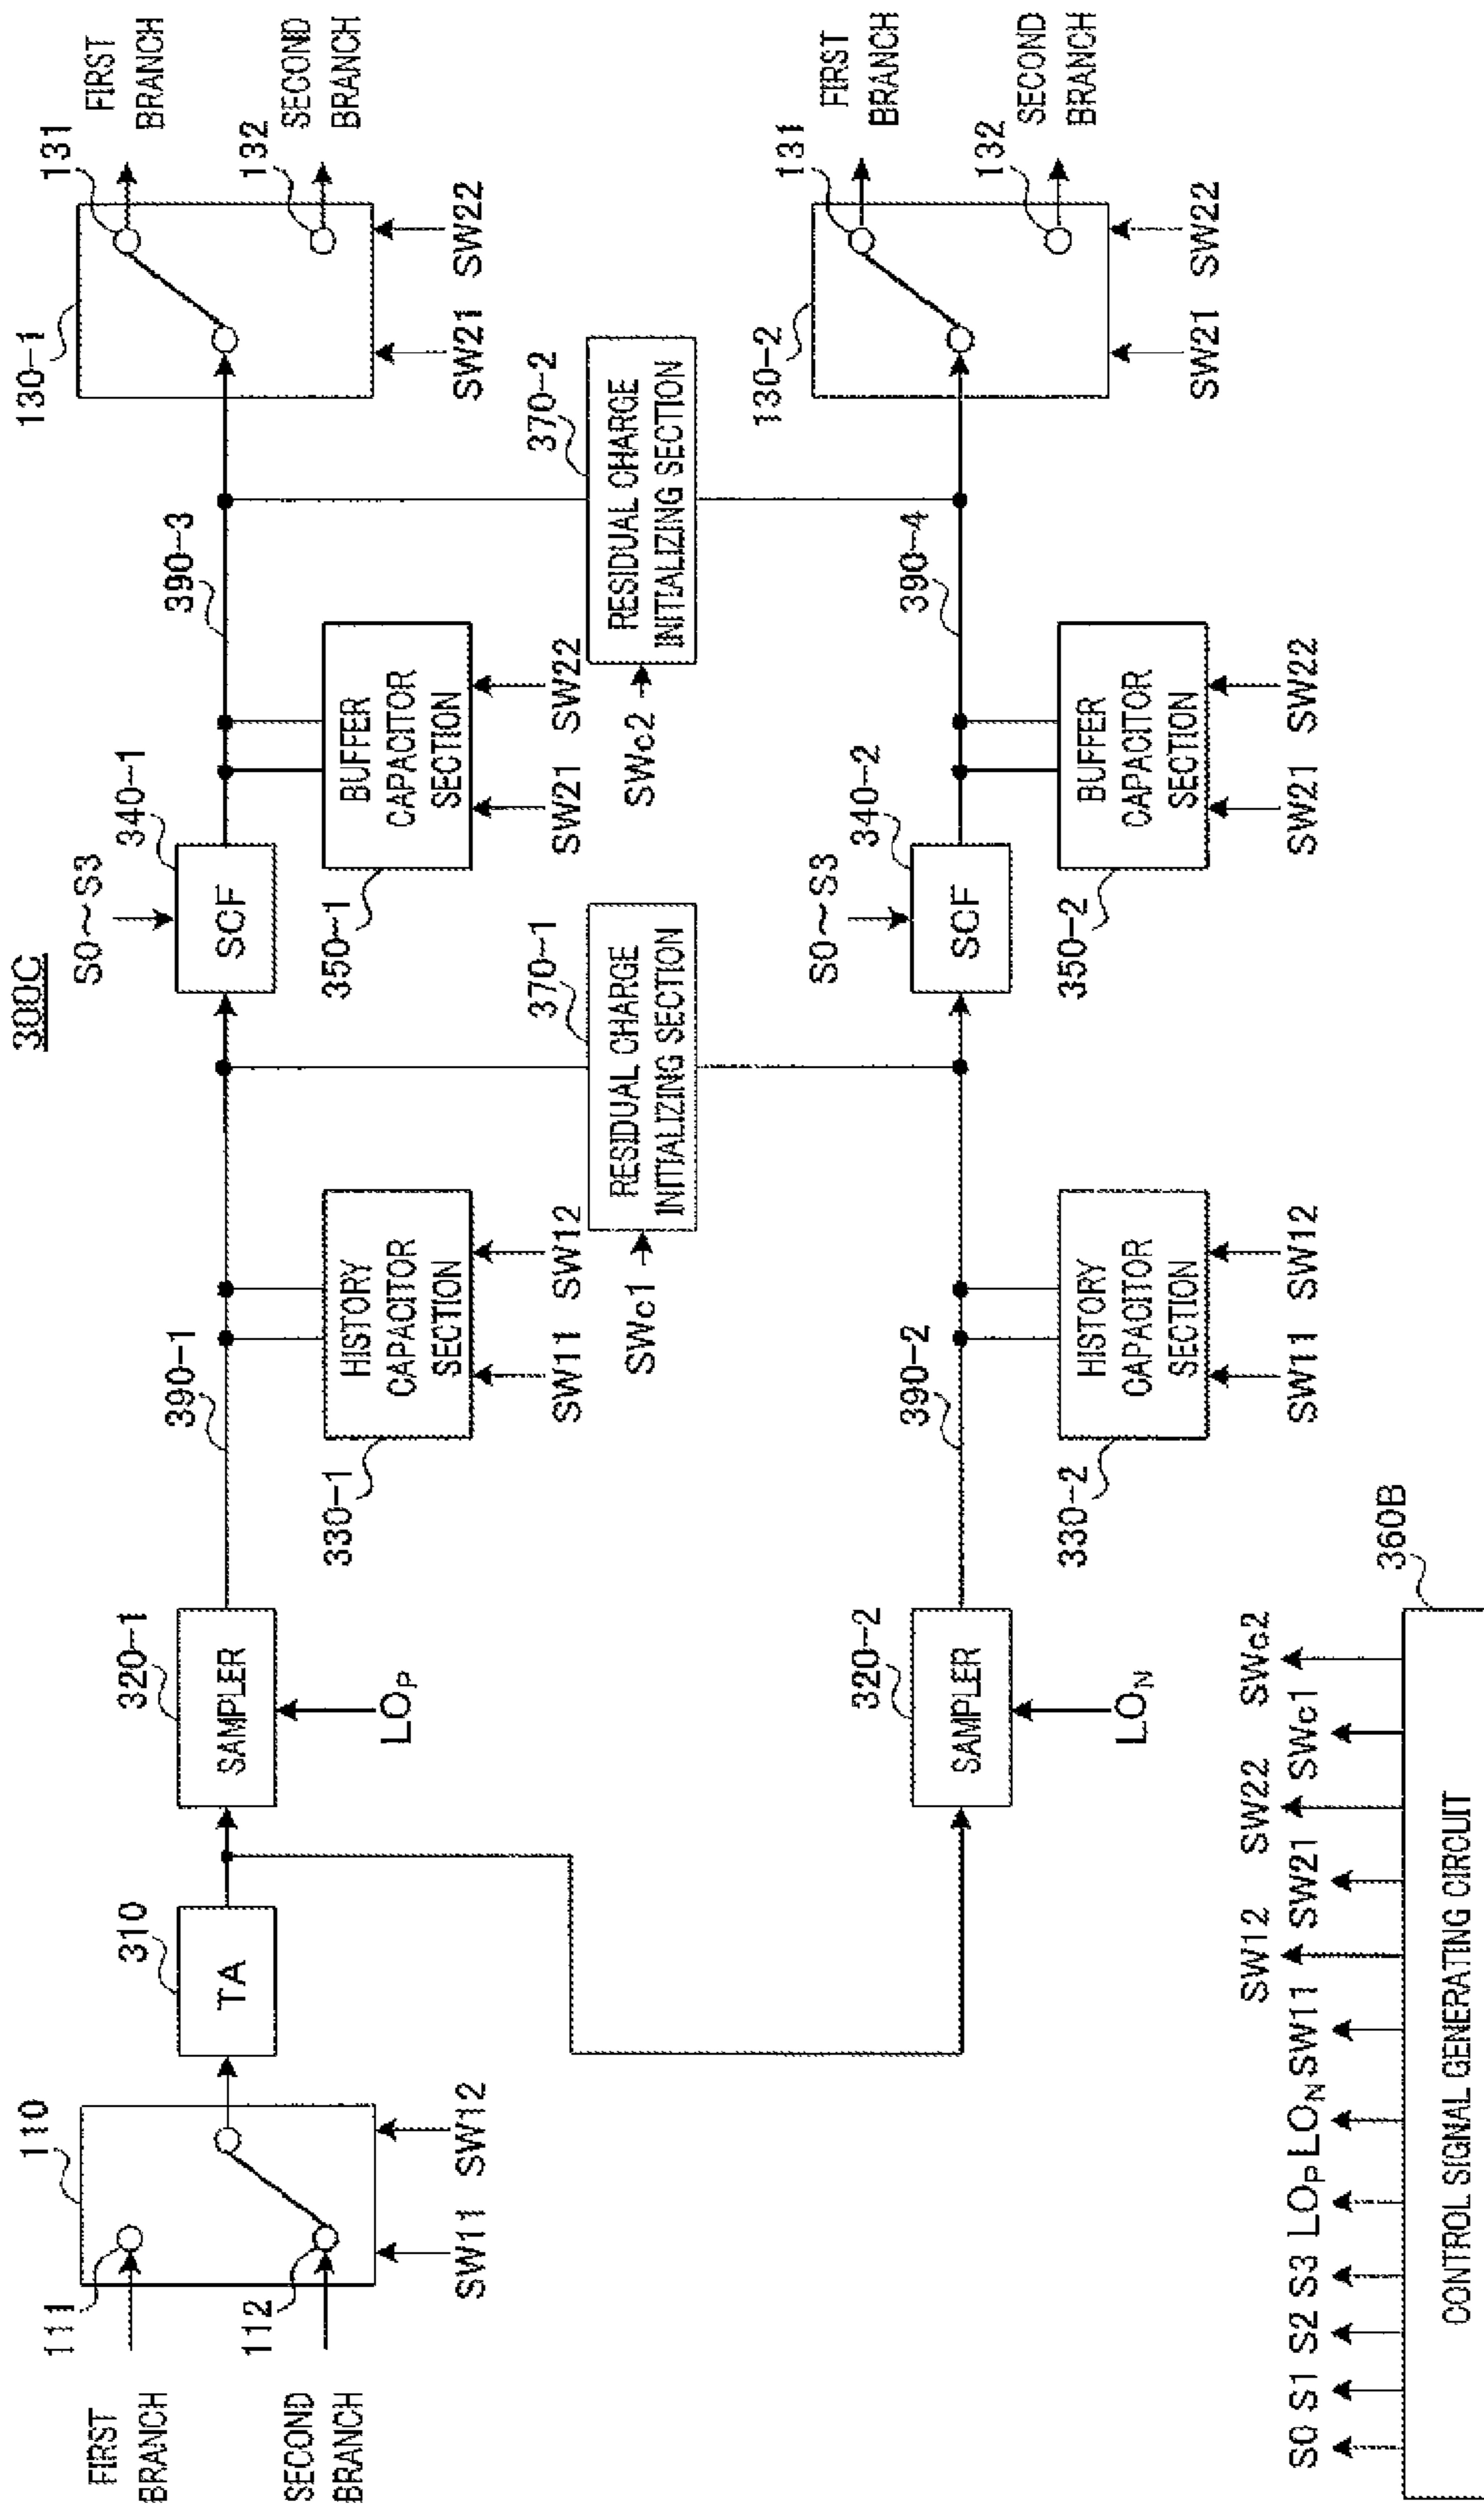 300C
FIRST
BRANCH
111
SECOND
BRANCH
112
110
SW11
SW12
TA
310
SAMPLER
320-1
LOP
390-1
HISTORY
CAPACITOR
SECTION
330-1
SW11
SW12
S0~S3
SCF
340-1
390-3
BUFFER
CAPACITOR
SECTION
350-1
SW21
SW22
130-1
131
FIRST
BRANCH
132
SECOND
BRANCH
SW21
SW22
RESIDUAL CHARGE
INITIALIZING SECTION
370-1
SWc1
RESIDUAL CHARGE
INITIALIZING SECTION
370-2
SWc2
SAMPLER
320-2
LON
390-2
HISTORY
CAPACITOR
SECTION
330-2
SW11
SW12
S0~S3
SCF
340-2
390-4
BUFFER
CAPACITOR
SECTION
350-2
SW21
SW22
130-2
131
FIRST
BRANCH
132
SECOND
BRANCH
SW21
SW22
S0 S1 S2 S3 LOP LON SW11 SW12 SW21 SW22 SWc1 SWc2
360B
CONTROL SIGNAL GENERATING CIRCUIT